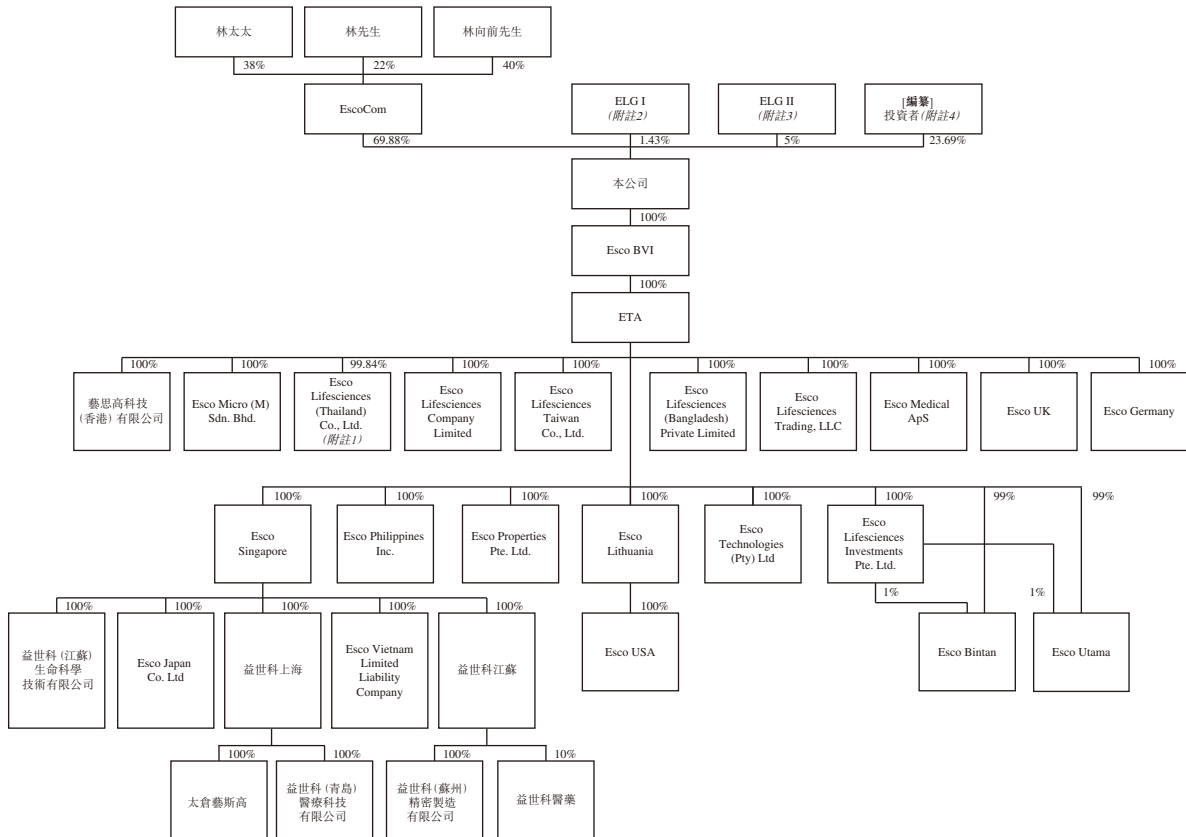 林太太
林先生
林向前先生
38%
22%
40%
EscoCom
ELG I
(附註2)
ELG II
(附註3)
[編纂]
投資者(附註4)
69.88%
1.43%
5%
23.69%
本公司
100%
Esco BVI
100%
ETA
100%
100%
99.84%
100%
100%
100%
100%
100%
100%
100%
藝思高科技
(香港) 有限公司
Esco Micro (M)
Sdn. Bhd.
Esco
Lifesciences
(Thailand)
Co., Ltd.
(附註1)
Esco
Lifesciences
Company
Limited
Esco
Lifesciences
Taiwan
Co., Ltd.
Esco
Lifesciences
(Bangladesh)
Private Limited
Esco
Lifesciences
Trading, LLC
Esco Medical
ApS
Esco UK
Esco Germany
100%
100%
100%
100%
100%
100%
99%
99%
Esco
Singapore
Esco Philippines
Inc.
Esco Properties
Pte. Ltd.
Esco
Lithuania
Esco
Technologies
(Pty) Ltd
Esco
Lifesciences
Investments
Pte. Ltd.
100%
100%
100%
100%
100%
100%
1%
1%
益世科 (江蘇)
生命科學
技術有限公司
Esco Japan
Co. Ltd
益世科上海
Esco Vietnam
Limited
Liability
Company
益世科江蘇
Esco USA
Esco Bintan
Esco Utama
100%
100%
100%
10%
太倉藝斯高
益世科 (青島)
醫療科技
有限公司
益世科 (蘇州)
精密製造
有限公司
益世科醫藥